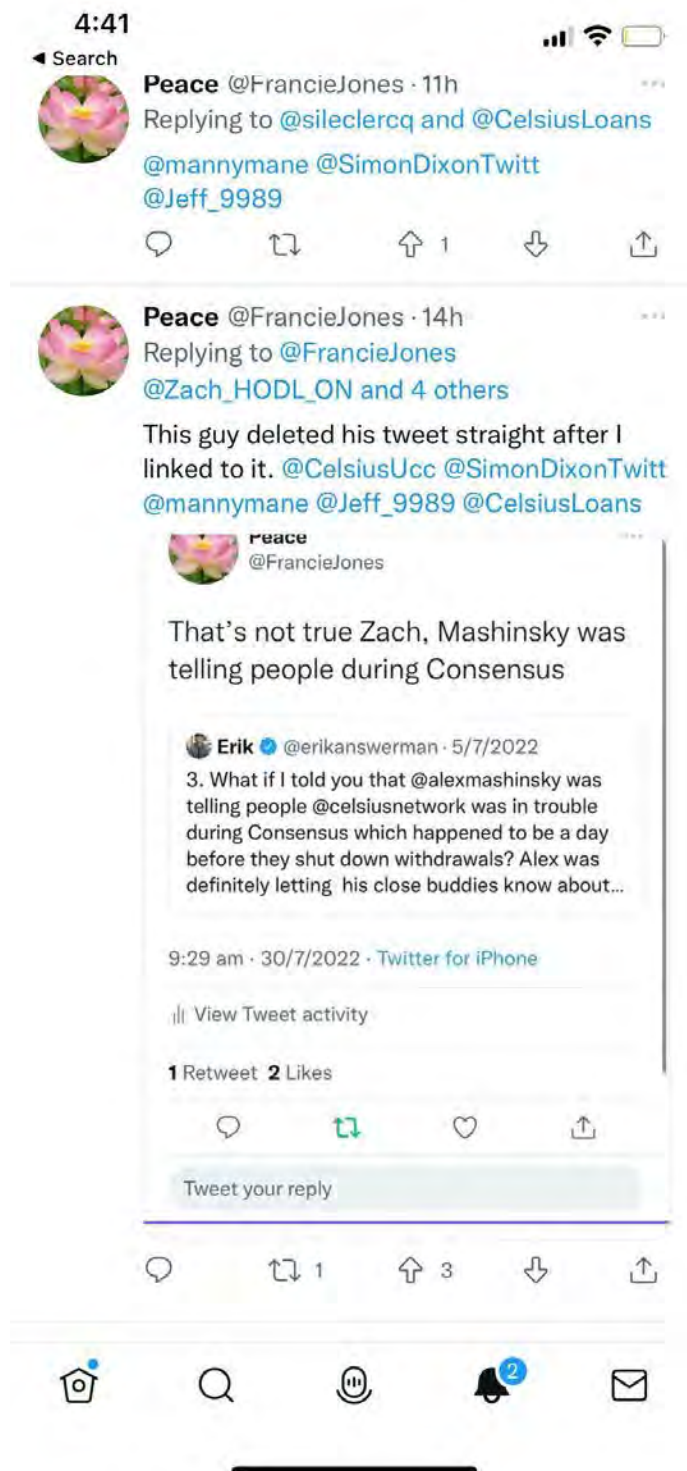 4:41
◀ Search
Peace @FrancieJones · 11h
Replying to @sileclercq and @CelsiusLoans
@mannymane @SimonDixonTwitt
@Jeff_9989
1
Peace @FrancieJones · 14h
Replying to @FrancieJones
@Zach_HODL_ON and 4 others
This guy deleted his tweet straight after I
linked to it. @CelsiusUcc @SimonDixonTwitt
@mannymane @Jeff_9989 @CelsiusLoans
Peace
@FrancieJones
That's not true Zach, Mashinsky was
telling people during Consensus
Erik @erikanswerman · 5/7/2022
3. What if I told you that @alexmashinsky was
telling people @celsiusnetwork was in trouble
during Consensus which happened to be a day
before they shut down withdrawals? Alex was
definitely letting his close buddies know about...
9:29 am · 30/7/2022 · Twitter for iPhone
View Tweet activity
1 Retweet 2 Likes
Tweet your reply
1 3
2